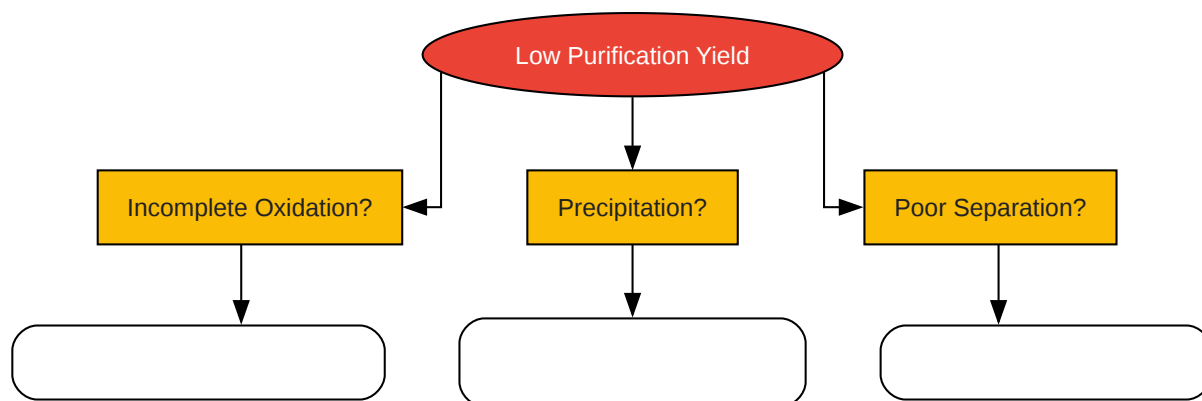 Low Purification Yield
Incomplete Oxidation?
Precipitation?
Poor Separation?